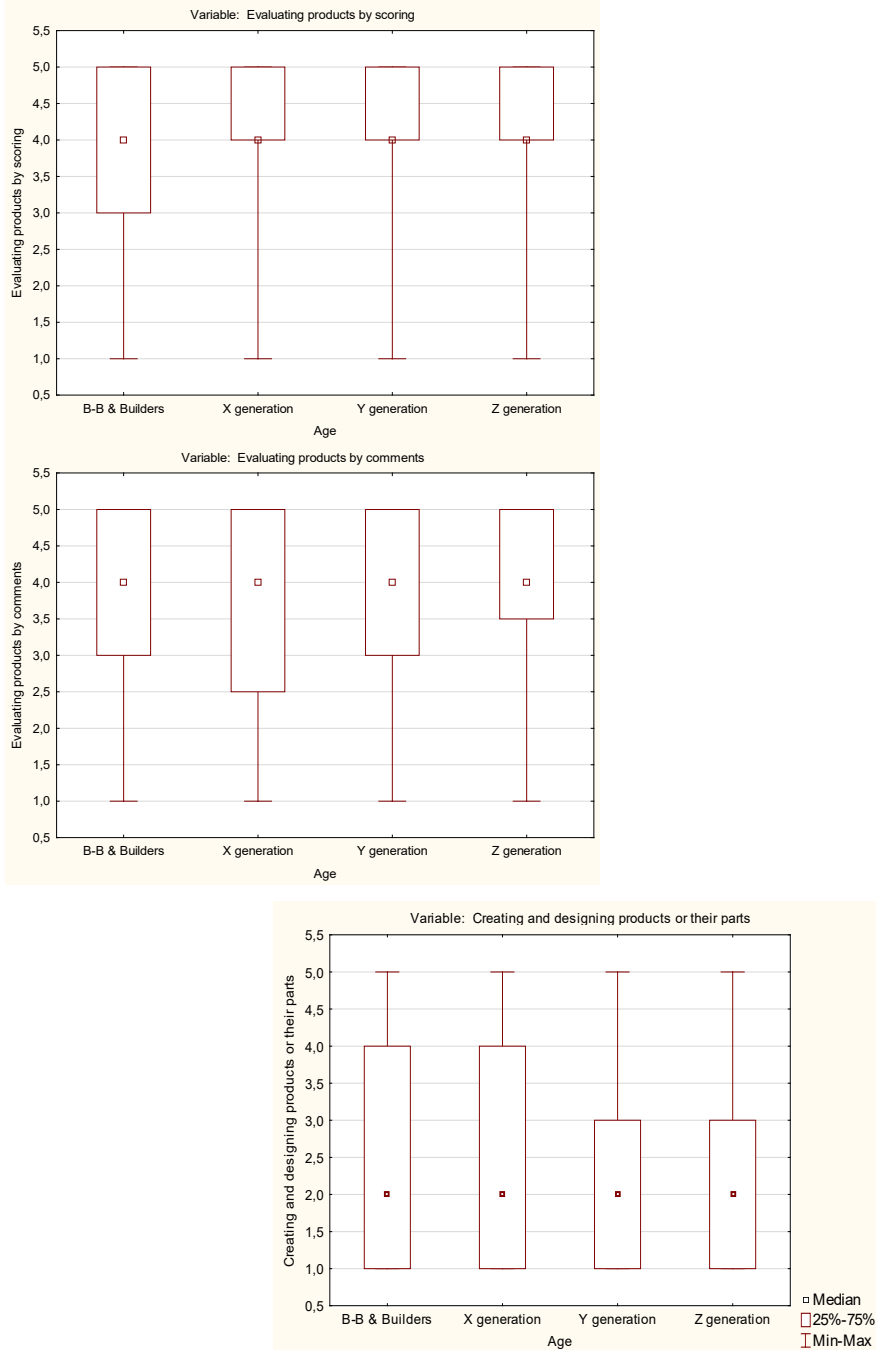 Variable: Evaluating products by scoring
Evaluating products by scoring
5,5
5,0
4,5
4,0
3,5
3,0
2,5
2,0
1,5
1,0
0,5
B-B & Builders X generation Y generation Z generation
Age
Variable: Evaluating products by comments
Evaluating products by comments
5,5
5,0
4,5
4,0
3,5
3,0
2,5
2,0
1,5
1,0
0,5
B-B & Builders X generation Y generation Z generation
Age
Variable: Creating and designing products or their parts
Creating and designing products or their parts
5,5
5,0
4,5
4,0
3,5
3,0
2,5
2,0
1,5
1,0
0,5
B-B & Builders X generation Y generation Z generation
Age
Median
25%-75%
Min-Max